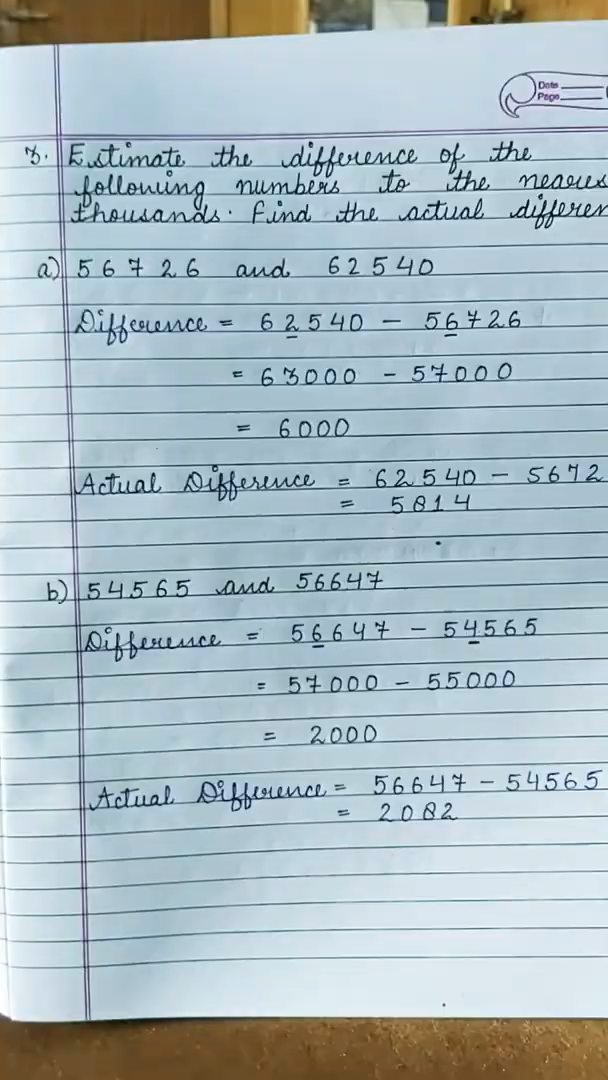 Date
Page
3. Estimate the difference of the
following numbers to the neares
thousands. Find the actual differen
a) 56726 and 62540
Difference = 62540 - 56726
= 63000 - 57000
= 6000
Actual Difference = 62540 - 5672
= 5814
b) 54565 and 56647
Difference = 56647 - 54565
= 57000 - 55000
= 2000
Actual Difference = 56647 - 54565
= 2082